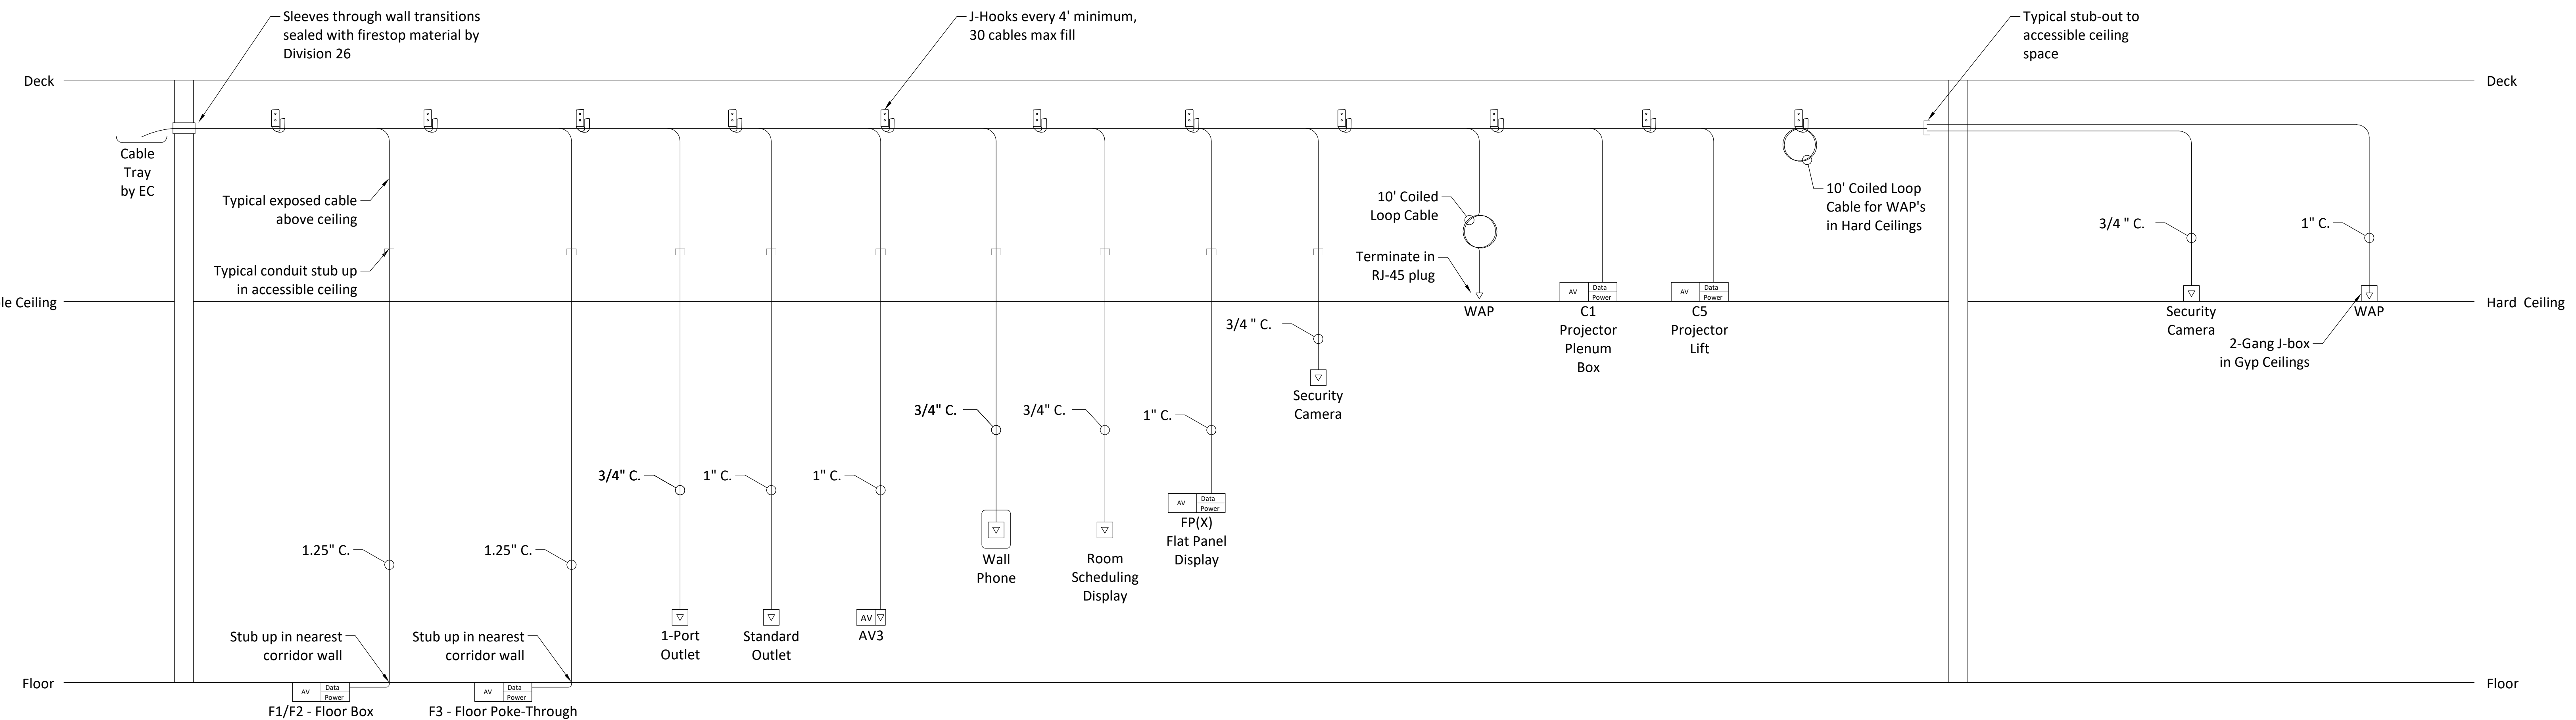 Sleeves through wall transitions
sealed with firestop material by
Division 26
J-Hooks every 4' minimum,
30 cables max fill
Typical stub-out to
accessible ceiling
space
Deck
Deck
Cable
Tray
by EC
Typical exposed cable
above ceiling
Typical conduit stub up
in accessible ceiling
10' Coiled
Loop Cable
Terminate in
RJ-45 plug
10' Coiled Loop
Cable for WAP's
in Hard Ceilings
3/4 " C.
1" C.
le Ceiling
Hard Ceiling
AV
Data
Power
AV
Data
Power
WAP
C1
Projector
Plenum
Box
C5
Projector
Lift
Security
Camera
WAP
2-Gang J-box
in Gyp Ceilings
3/4 " C.
Security
Camera
3/4" C.
3/4" C.
1" C.
3/4" C.
1" C.
1" C.
AV
Data
Power
FP(X)
Flat Panel
Display
Wall
Phone
Room
Scheduling
Display
1.25" C.
1.25" C.
1-Port
Outlet
Standard
Outlet
AV
AV3
Stub up in nearest
corridor wall
Stub up in nearest
corridor wall
Floor
Floor
AV
Data
Power
F1/F2 - Floor Box
AV
Data
Power
F3 - Floor Poke-Through